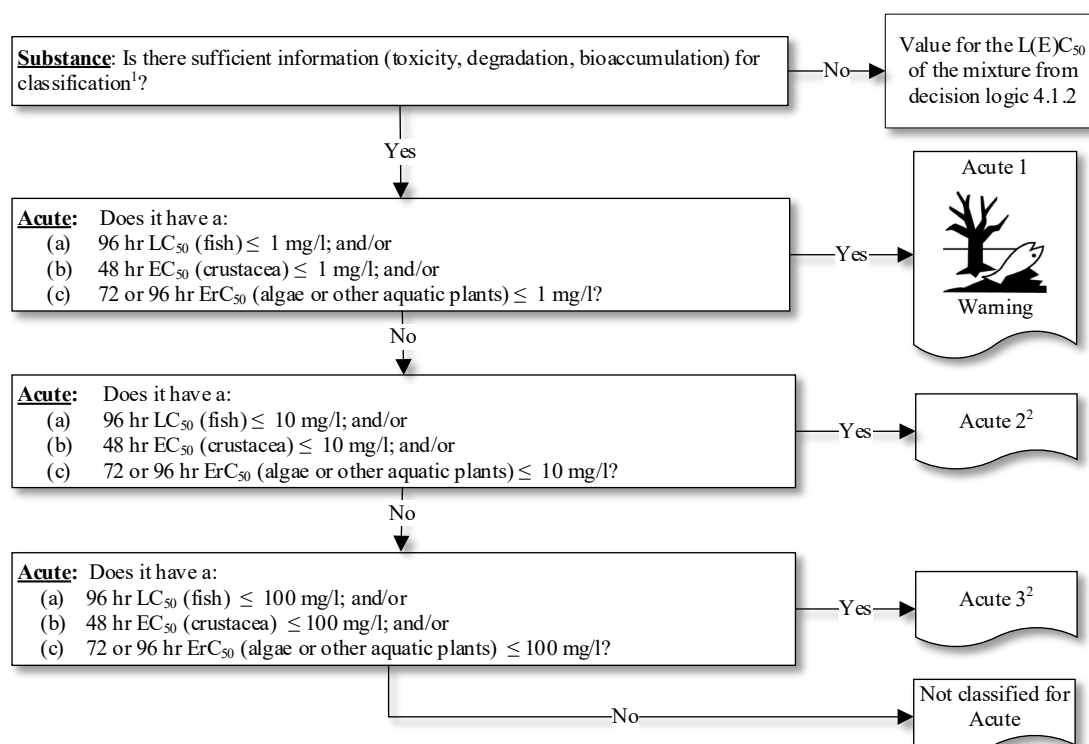 Substance: Is there sufficient information (toxicity, degradation, bioaccumulation) for
classification¹?
No
Value for the L(E)C₅₀
of the mixture from
decision logic 4.1.2
Yes
Acute: Does it have a:
(a) 96 hr LC₅₀ (fish) ≤ 1 mg/l; and/or
(b) 48 hr EC₅₀ (crustacea) ≤ 1 mg/l; and/or
(c) 72 or 96 hr ErC₅₀ (algae or other aquatic plants) ≤ 1 mg/l?
Yes
Acute 1
Warning
No
Acute: Does it have a:
(a) 96 hr LC₅₀ (fish) ≤ 10 mg/l; and/or
(b) 48 hr EC₅₀ (crustacea) ≤ 10 mg/l; and/or
(c) 72 or 96 hr ErC₅₀ (algae or other aquatic plants) ≤ 10 mg/l?
Yes
Acute 2²
No
Acute: Does it have a:
(a) 96 hr LC₅₀ (fish) ≤ 100 mg/l; and/or
(b) 48 hr EC₅₀ (crustacea) ≤ 100 mg/l; and/or
(c) 72 or 96 hr ErC₅₀ (algae or other aquatic plants) ≤ 100 mg/l?
Yes
Acute 3²
No
Not classified for
Acute